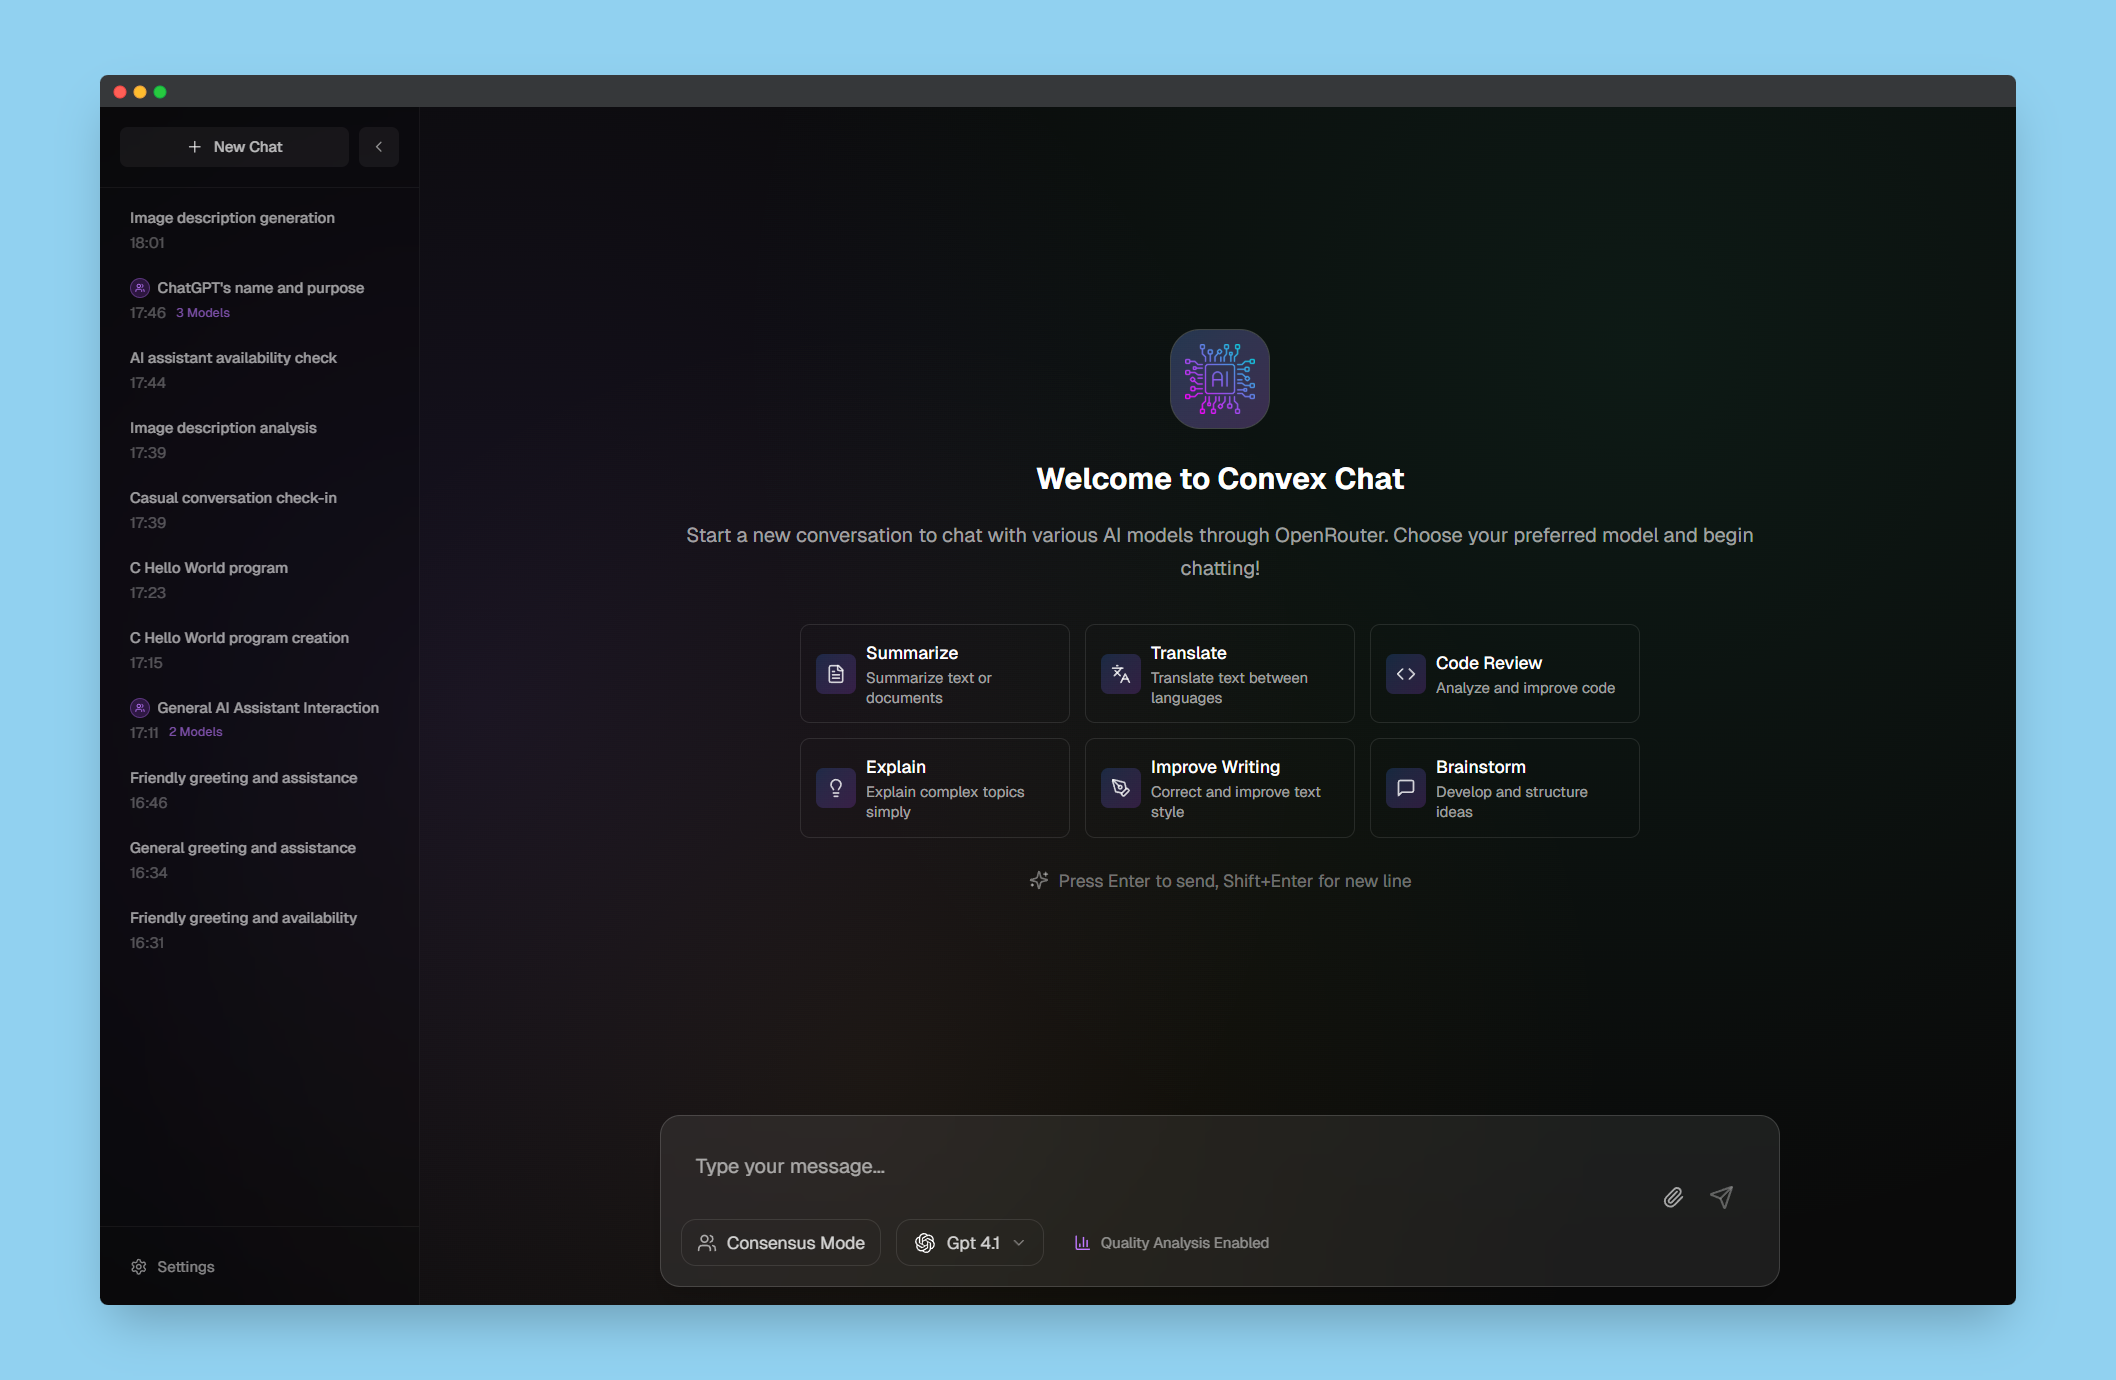 New Chat
Image description generation
18:01
ChatGPT's name and purpose
17:46 3 Models
AI assistant availability check
17:44
Image description analysis
17:39
Casual conversation check-in
17:39
C Hello World program
17:23
C Hello World program creation
17:15
General AI Assistant Interaction
17:11 2 Models
Friendly greeting and assistance
16:46
General greeting and assistance
16:34
Friendly greeting and availability
16:31
Settings
AI
Welcome to Convex Chat
Start a new conversation to chat with various AI models through OpenRouter. Choose your preferred model and begin
chatting!
Summarize
Summarize text or
documents
Translate
Translate text between
languages
Code Review
Analyze and improve code
Explain
Explain complex topics
simply
Improve Writing
Correct and improve text
style
Brainstorm
Develop and structure
ideas
Press Enter to send, Shift+Enter for new line
Type your message...
Consensus Mode
Gpt 4.1
Quality Analysis Enabled